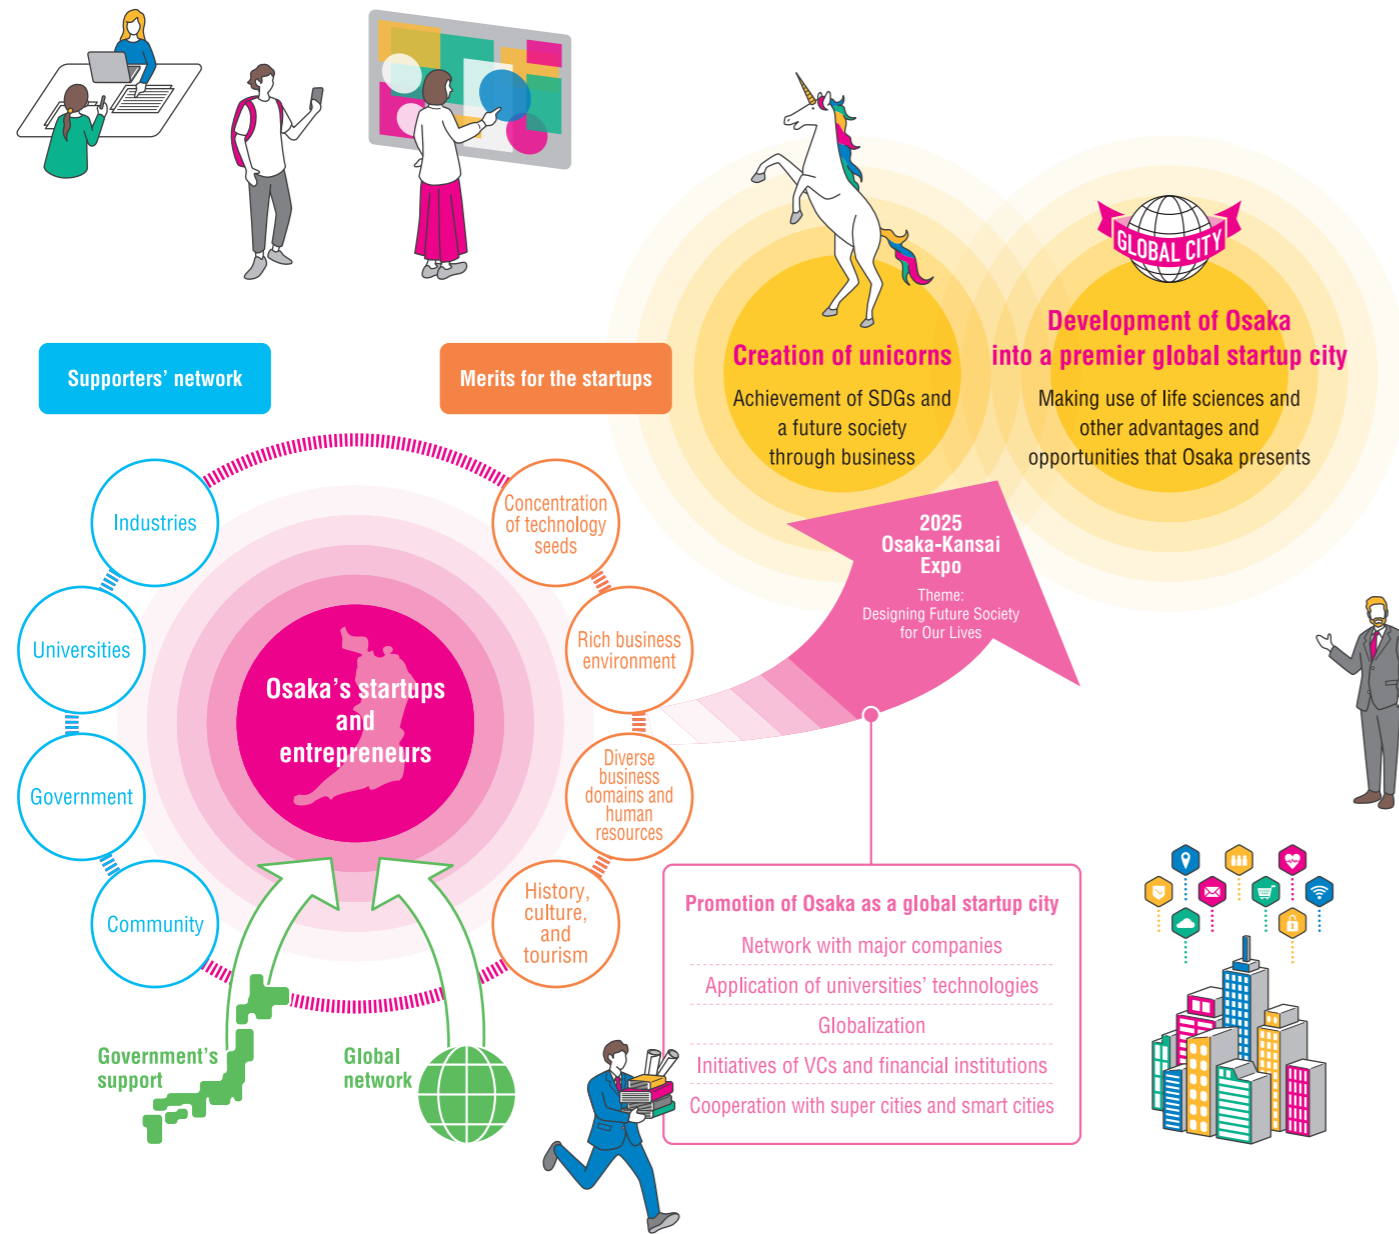 GLOBAL CITY
Creation of unicorns
Achievement of SDGs and
a future society
through business
Development of Osaka
into a premier global startup city
Making use of life sciences and
other advantages and
opportunities that Osaka presents
Supporters’ network
Merits for the startups
Industries
Universities
Government
Community
Osaka’s startups
and
entrepreneurs
Concentration
of technology
seeds
Rich business
environment
Diverse
business
domains and
human
resources
History,
culture,
and
tourism
2025
Osaka-Kansai
Expo
Theme:
Designing Future Society
for Our Lives
Government’s
support
Global
network
Promotion of Osaka as a global startup city
Network with major companies
Application of universities’ technologies
Globalization
Initiatives of VCs and financial institutions
Cooperation with super cities and smart cities